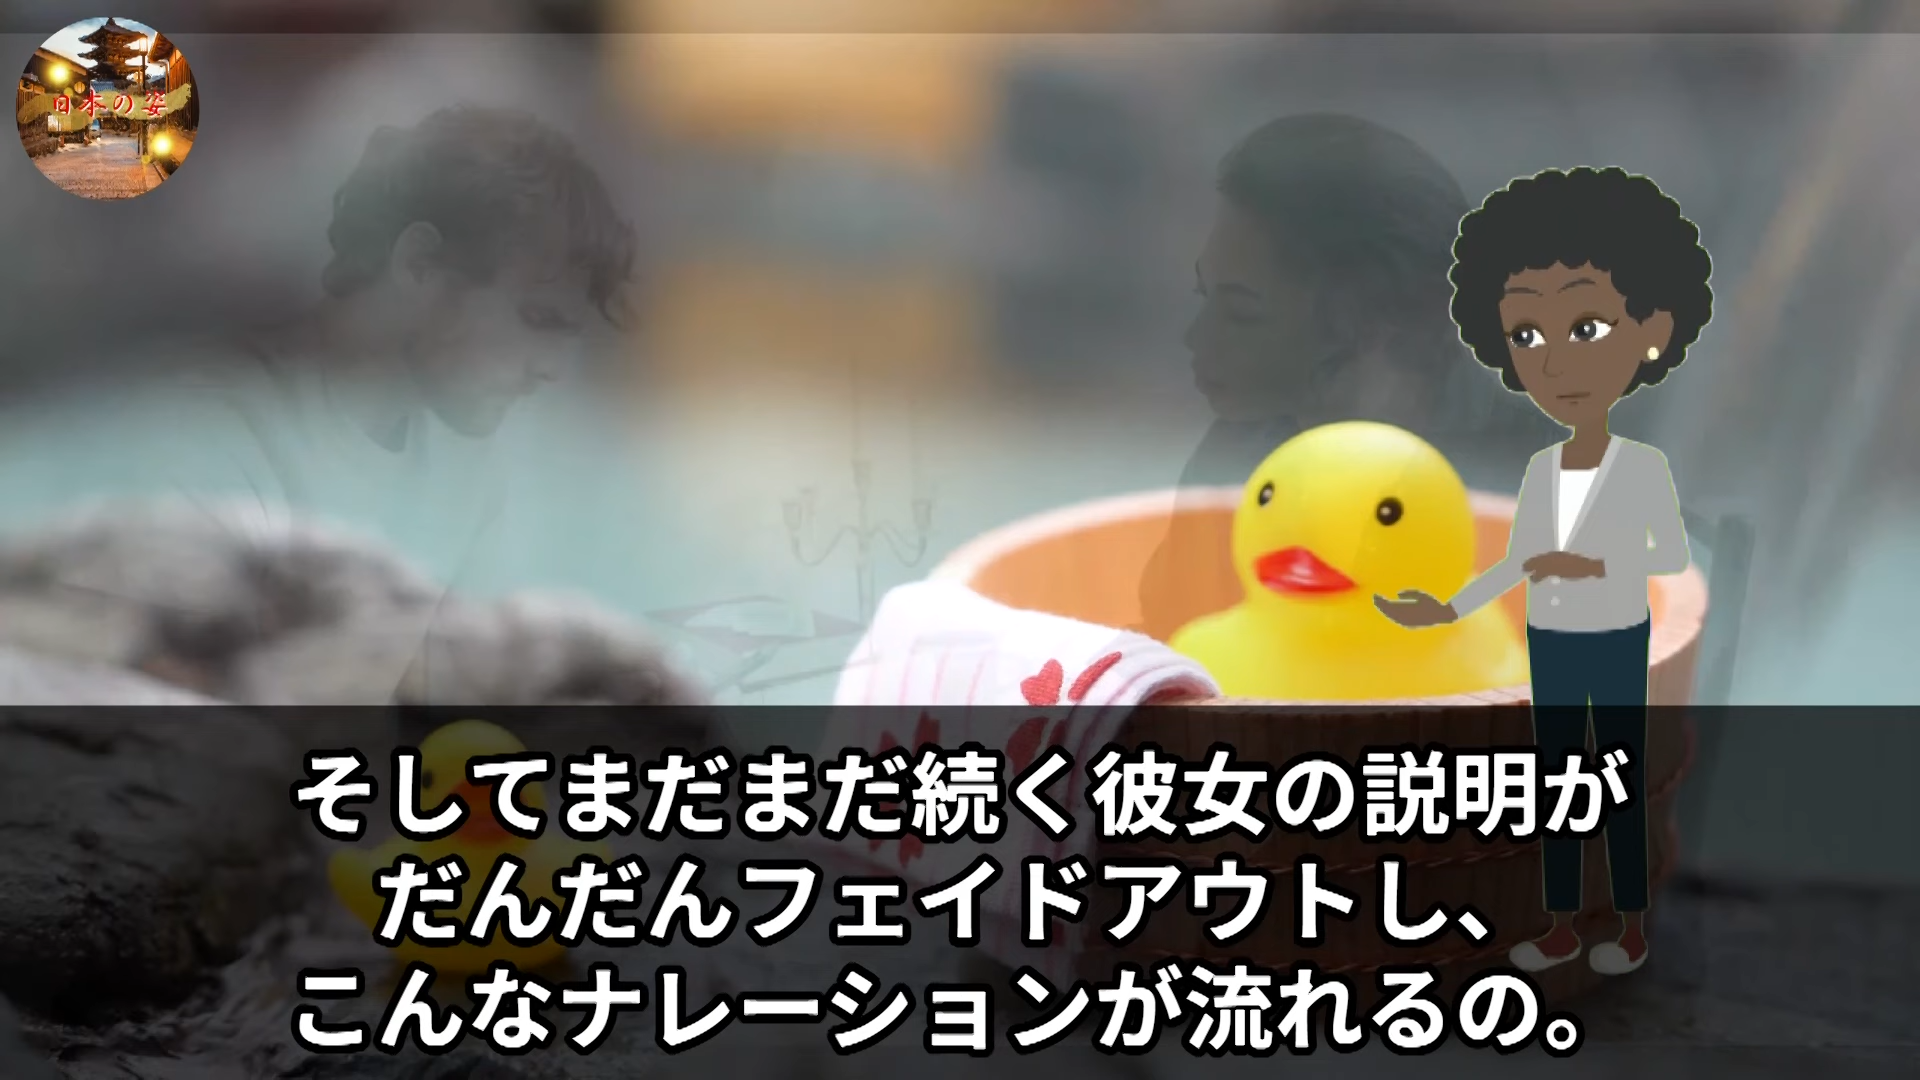 日本の姿
そしてまだまだ続く彼女の説明が
だんだんフェイドアウトし、
こんなナレーションが流れるの。